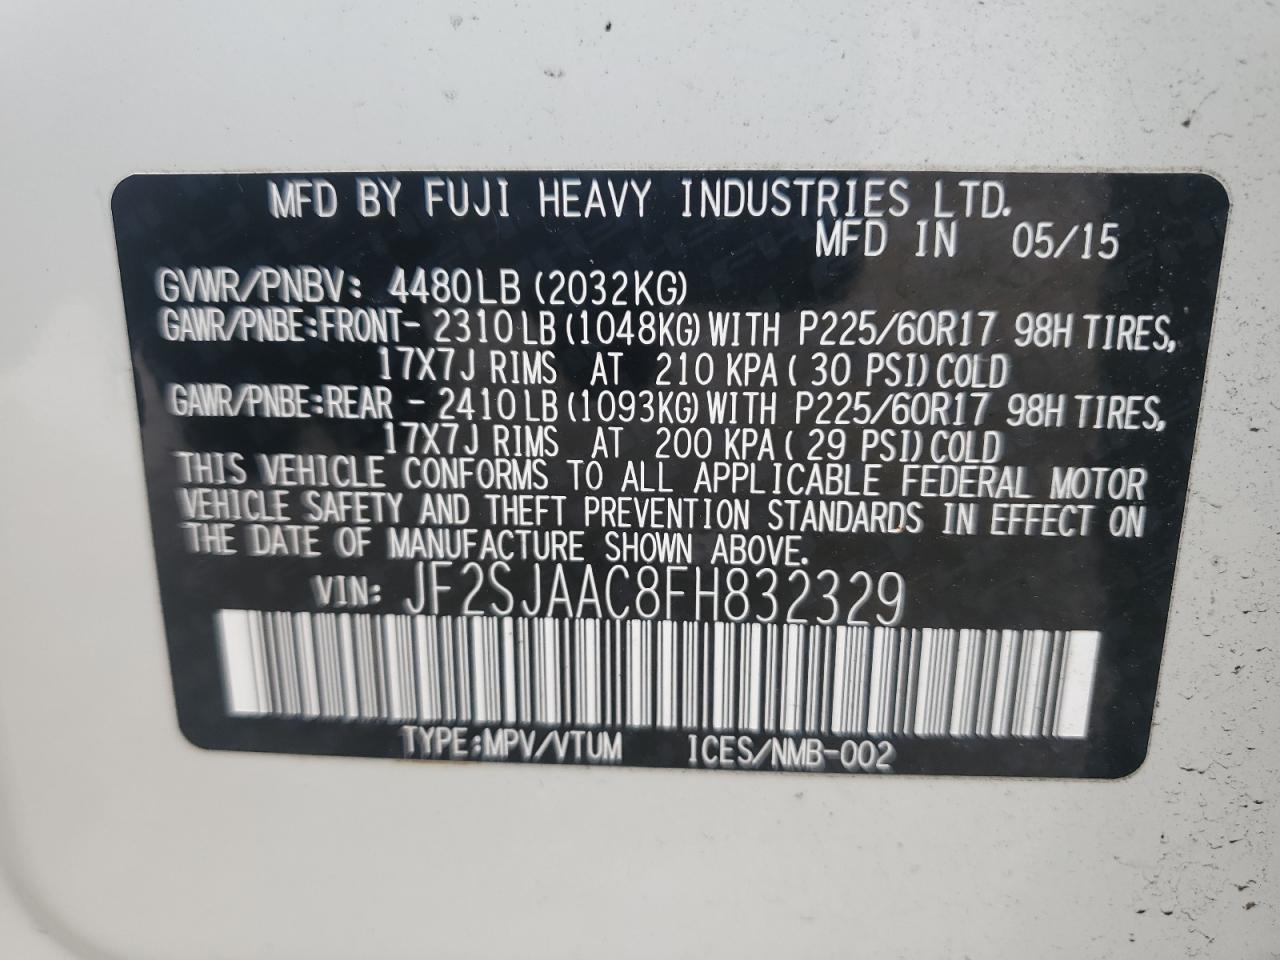 MFD BY FUJI HEAVY INDUSTRIES LTD.
MFD IN 05/15
GVWR/PNBV: 4480LB (2032KG)
GAWR/PNBE:FRONT- 2310LB (1048KG)WITH P225/60R17 98H TIRES,
17X7J RIMS AT 210 KPA ( 30 PSI)COLD
GAWR/PNBE:REAR - 2410LB (1093KG)WITH P225/60R17 98H TIRES,
17X7J RIMS AT 200 KPA ( 29 PSI)COLD
THIS VEHICLE CONFORMS TO ALL APPLICABLE FEDERAL MOTOR
VEHICLE SAFETY AND THEFT PREVENTION STANDARDS IN EFFECT ON
THE DATE OF MANUFACTURE SHOWN ABOVE.
VIN: JF2SJAAC8FH832329
TYPE:MPV/VTUM ICES/NMB-002